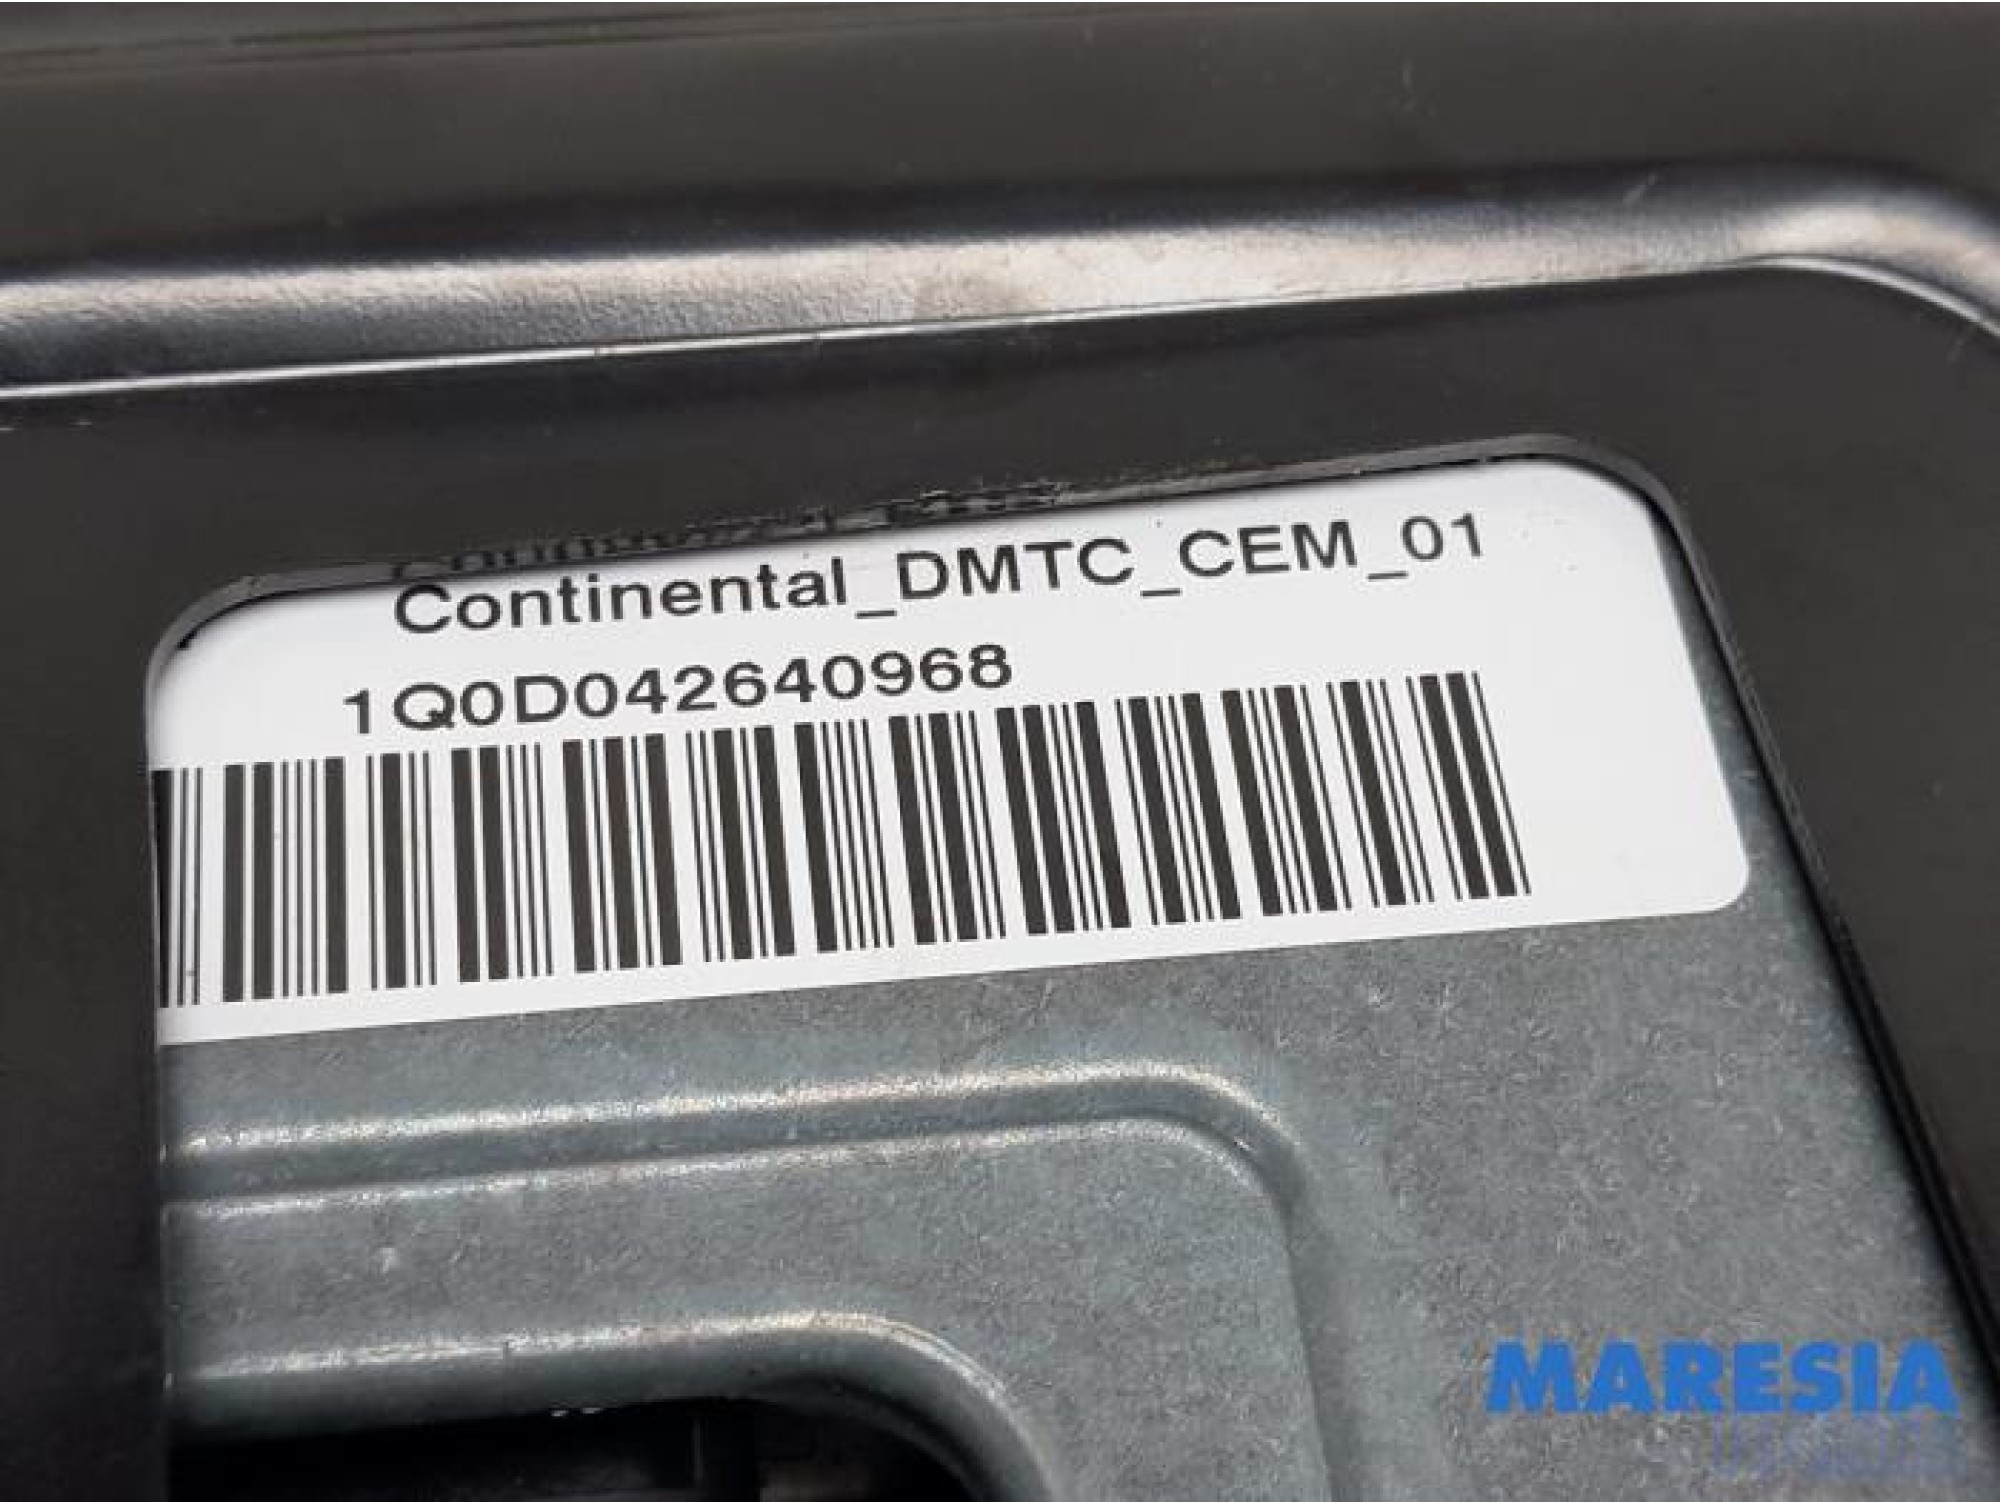 Continental_DMTC_CEM_01
1Q0D042640968
MARESIA